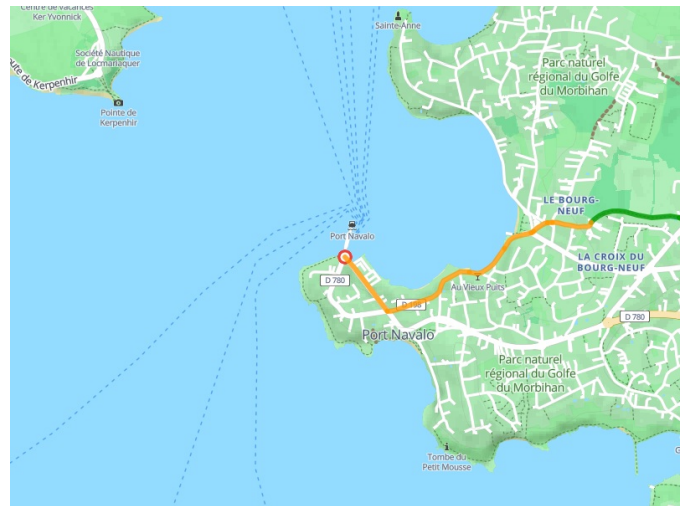 Centre de vacances
Ker Yvonnick
Sainte-Anne
Société Nautique
de Locmariaquer
Parc naturel
régional du Golfe
du Morbihan
Route de Kerpenhir
Pointe de
Kerpenhir
LE BOURG-
NEUF
Port Navalo
LA CROIX DU
BOURG-NEUF
D 780
Au Vieux Puits
D 780
Port Navalo
Parc naturel
régional du Golfe
du Morbihan
Tombe du
Petit Mousse